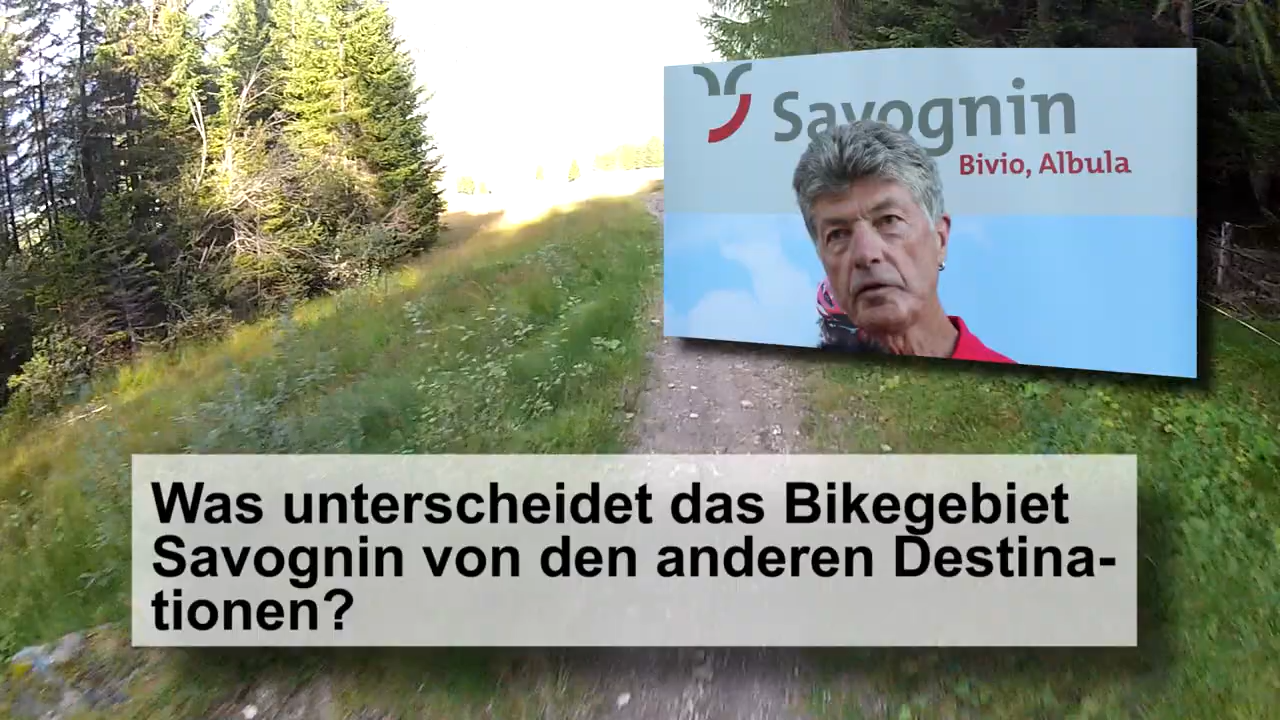 Savognin
Bivio, Albula
Was unterscheidet das Bikegebiet
Savognin von den anderen Destina-
tionen?